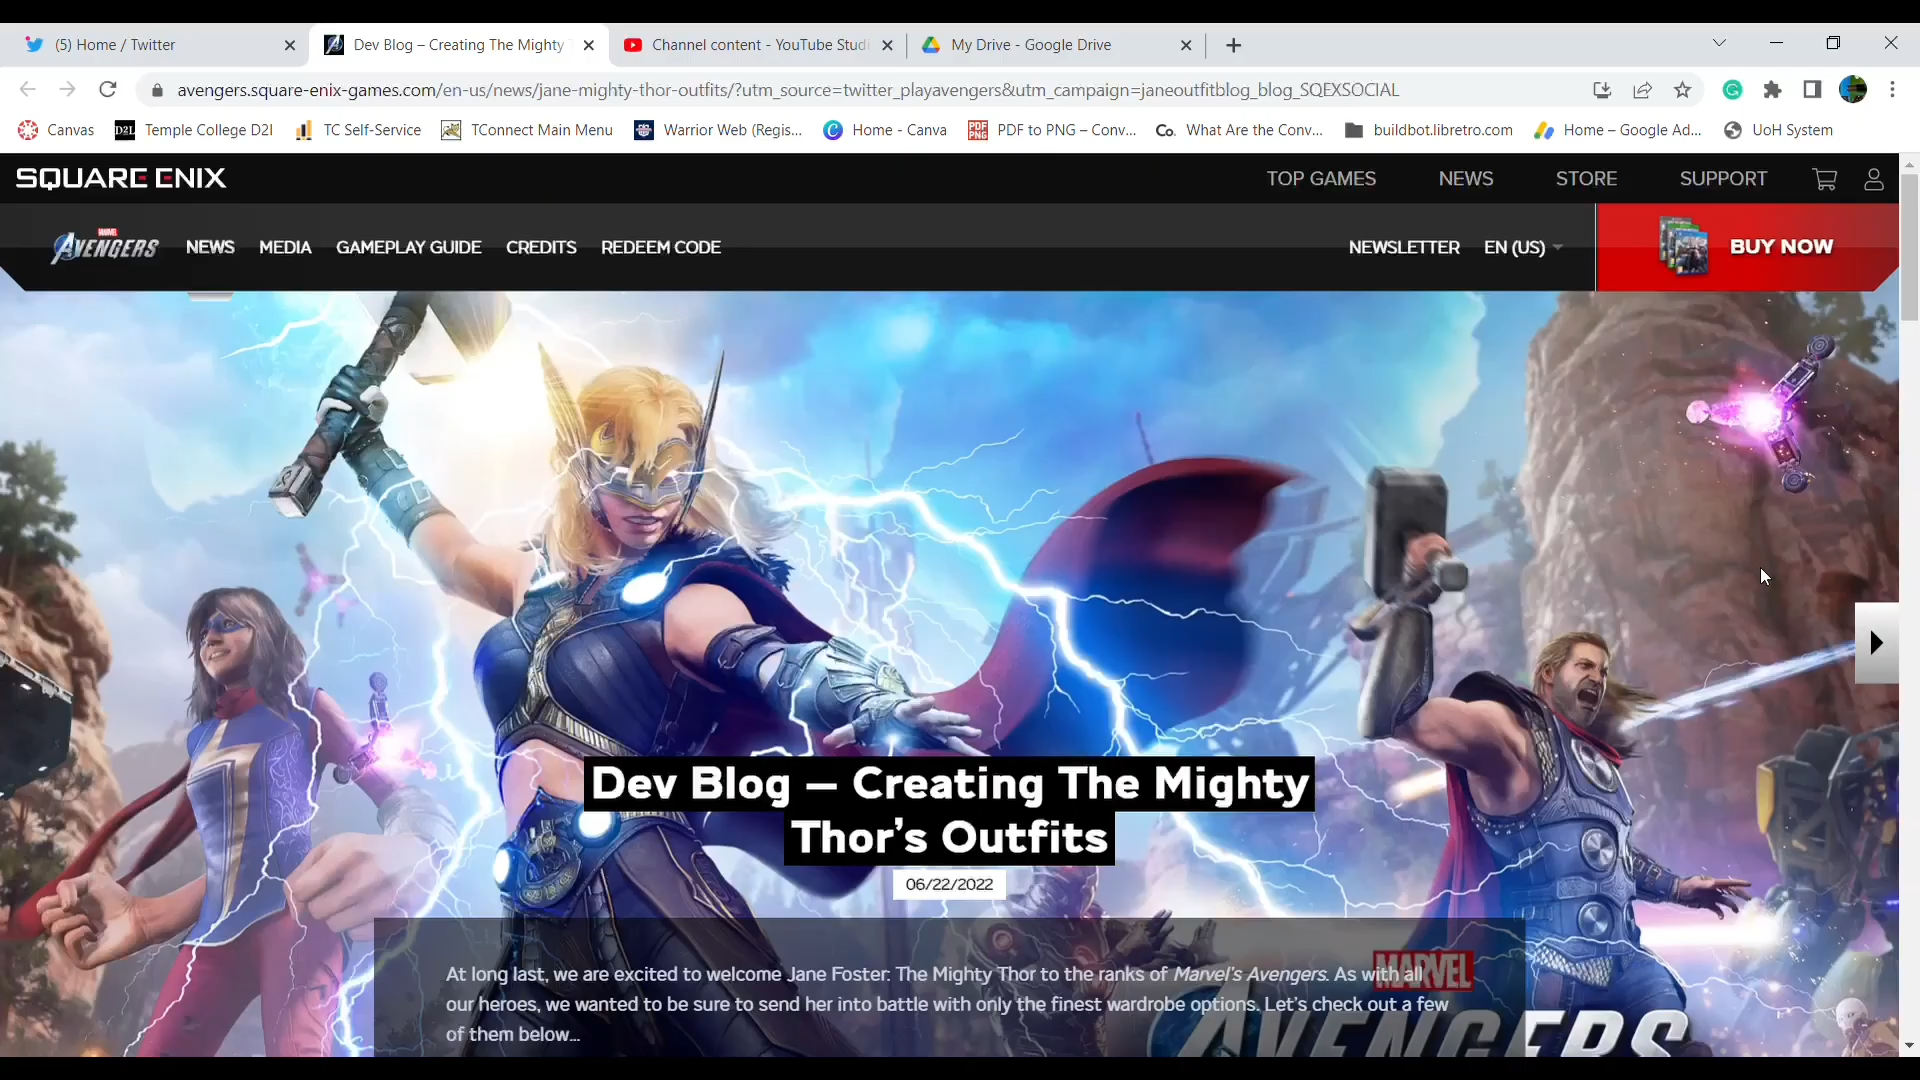 (5) Home / Twitter
Dev Blog – Creating The Mighty
Channel content - YouTube Studi
My Drive - Google Drive
avengers.square-enix-games.com/en-us/news/jane-mighty-thor-outfits/?utm_source=twitter_playavengers&utm_campaign=janeoutfitblog_blog_SQEXSOCIAL
Canvas
D2L Temple College D2I
TC Self-Service
TConnect Main Menu
Warrior Web (Regis...
Home - Canva
PDF PNG PDF to PNG – Conv...
Co. What Are the Conv...
buildbot.libretro.com
Home – Google Ad...
UoH System
SQUARE ENIX
TOP GAMES
NEWS
STORE
SUPPORT
MARVEL AVENGERS
NEWS
MEDIA
GAMEPLAY GUIDE
CREDITS
REDEEM CODE
NEWSLETTER
EN (US)
BUY NOW
Dev Blog — Creating The Mighty
Thor's Outfits
06/22/2022
MARVEL
At long last, we are excited to welcome Jane Foster: The Mighty Thor to the ranks of Marvel's Avengers. As with all
our heroes, we wanted to be sure to send her into battle with only the finest wardrobe options. Let's check out a few
of them below...
AVENGERS